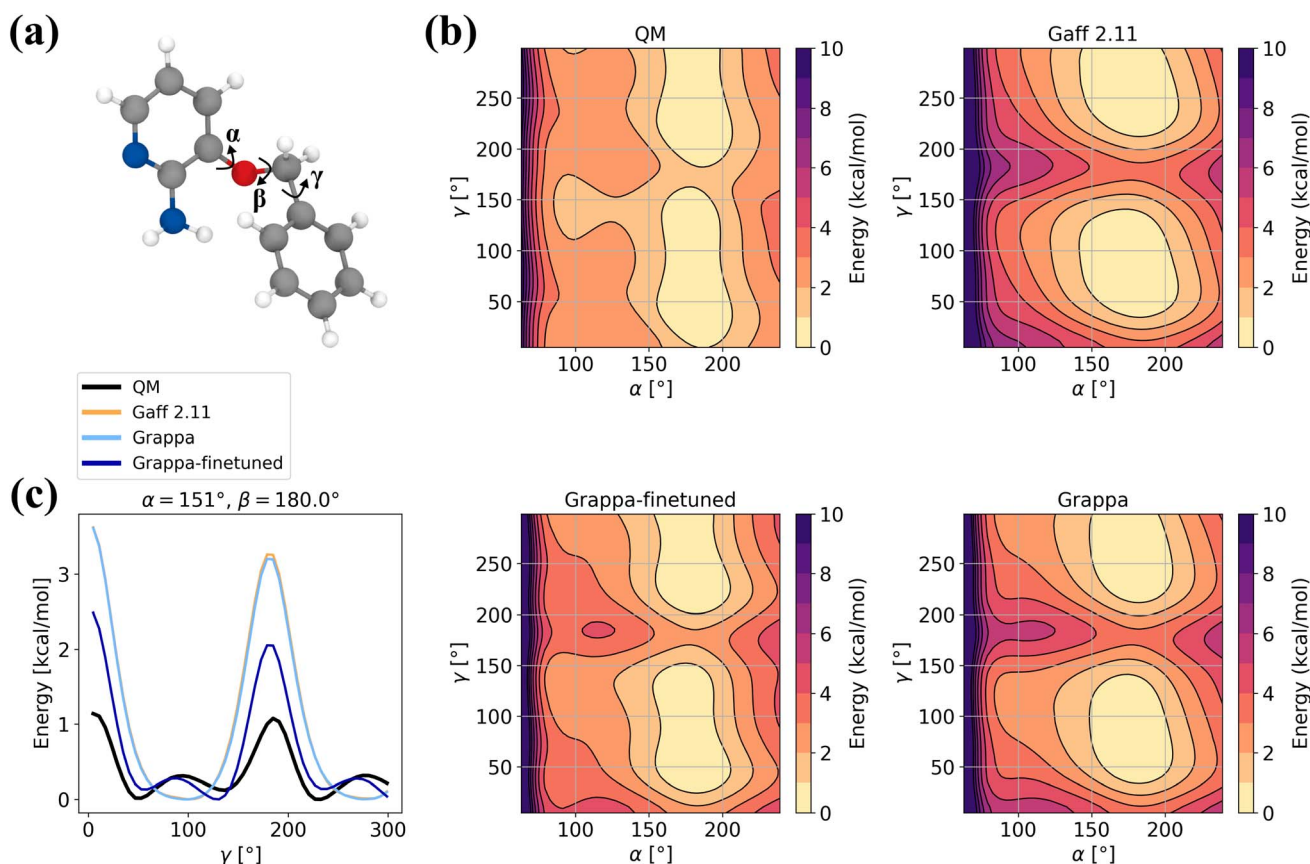 (a)
α
β
γ
(b)
QM
γ [°]
250
200
150
100
50
100 150 200
α [°]
10
8
6
4
2
0
Energy (kcal/mol)
Gaff 2.11
γ [°]
250
200
150
100
50
100 150 200
α [°]
10
8
6
4
2
0
Energy (kcal/mol)
QM
Gaff 2.11
Grappa
Grappa-finetuned
(c)
α = 151°, β = 180.0°
Energy [kcal/mol]
3
2
1
0
0 100 200 300
γ [°]
Grappa-finetuned
γ [°]
250
200
150
100
50
100 150 200
α [°]
10
8
6
4
2
0
Energy (kcal/mol)
Grappa
γ [°]
250
200
150
100
50
100 150 200
α [°]
10
8
6
4
2
0
Energy (kcal/mol)